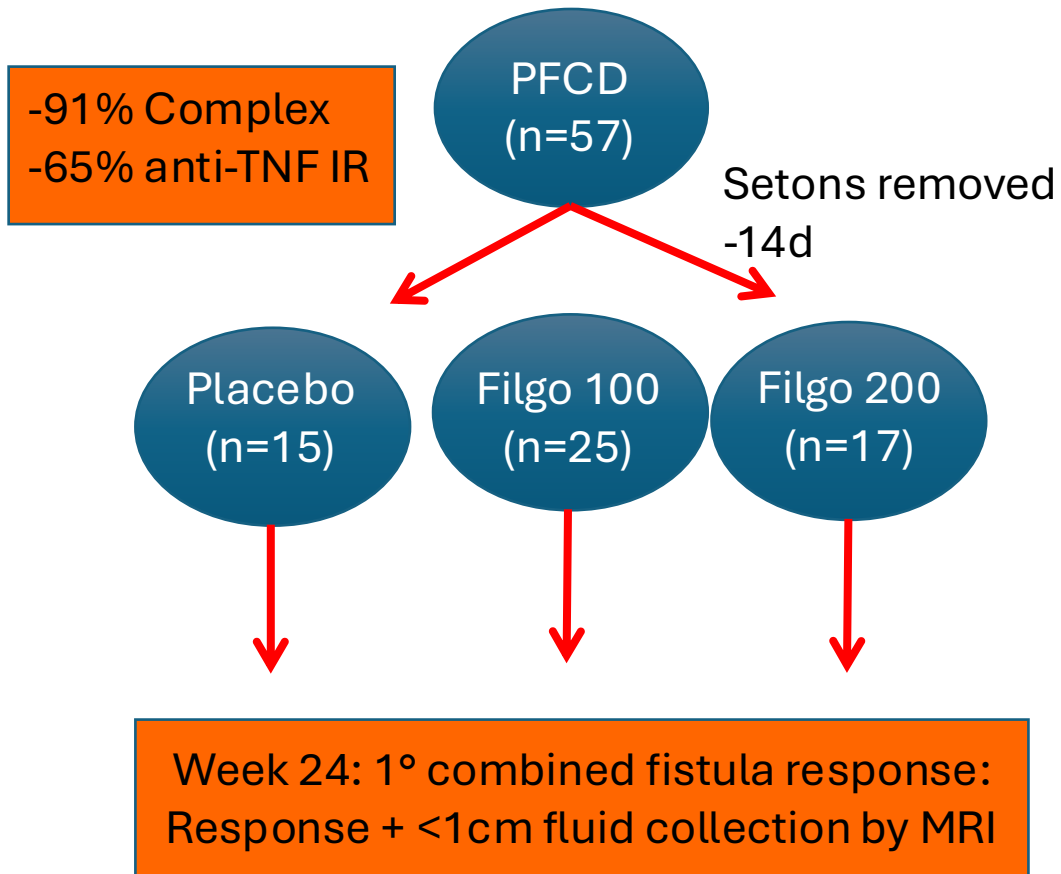 -91% Complex
-65% anti-TNF IR
PFCD
(n=57)
Setons removed
-14d
Placebo
(n=15)
Filgo 100
(n=25)
Filgo 200
(n=17)
Week 24: 1° combined fistula response:
Response + <1cm fluid collection by MRI